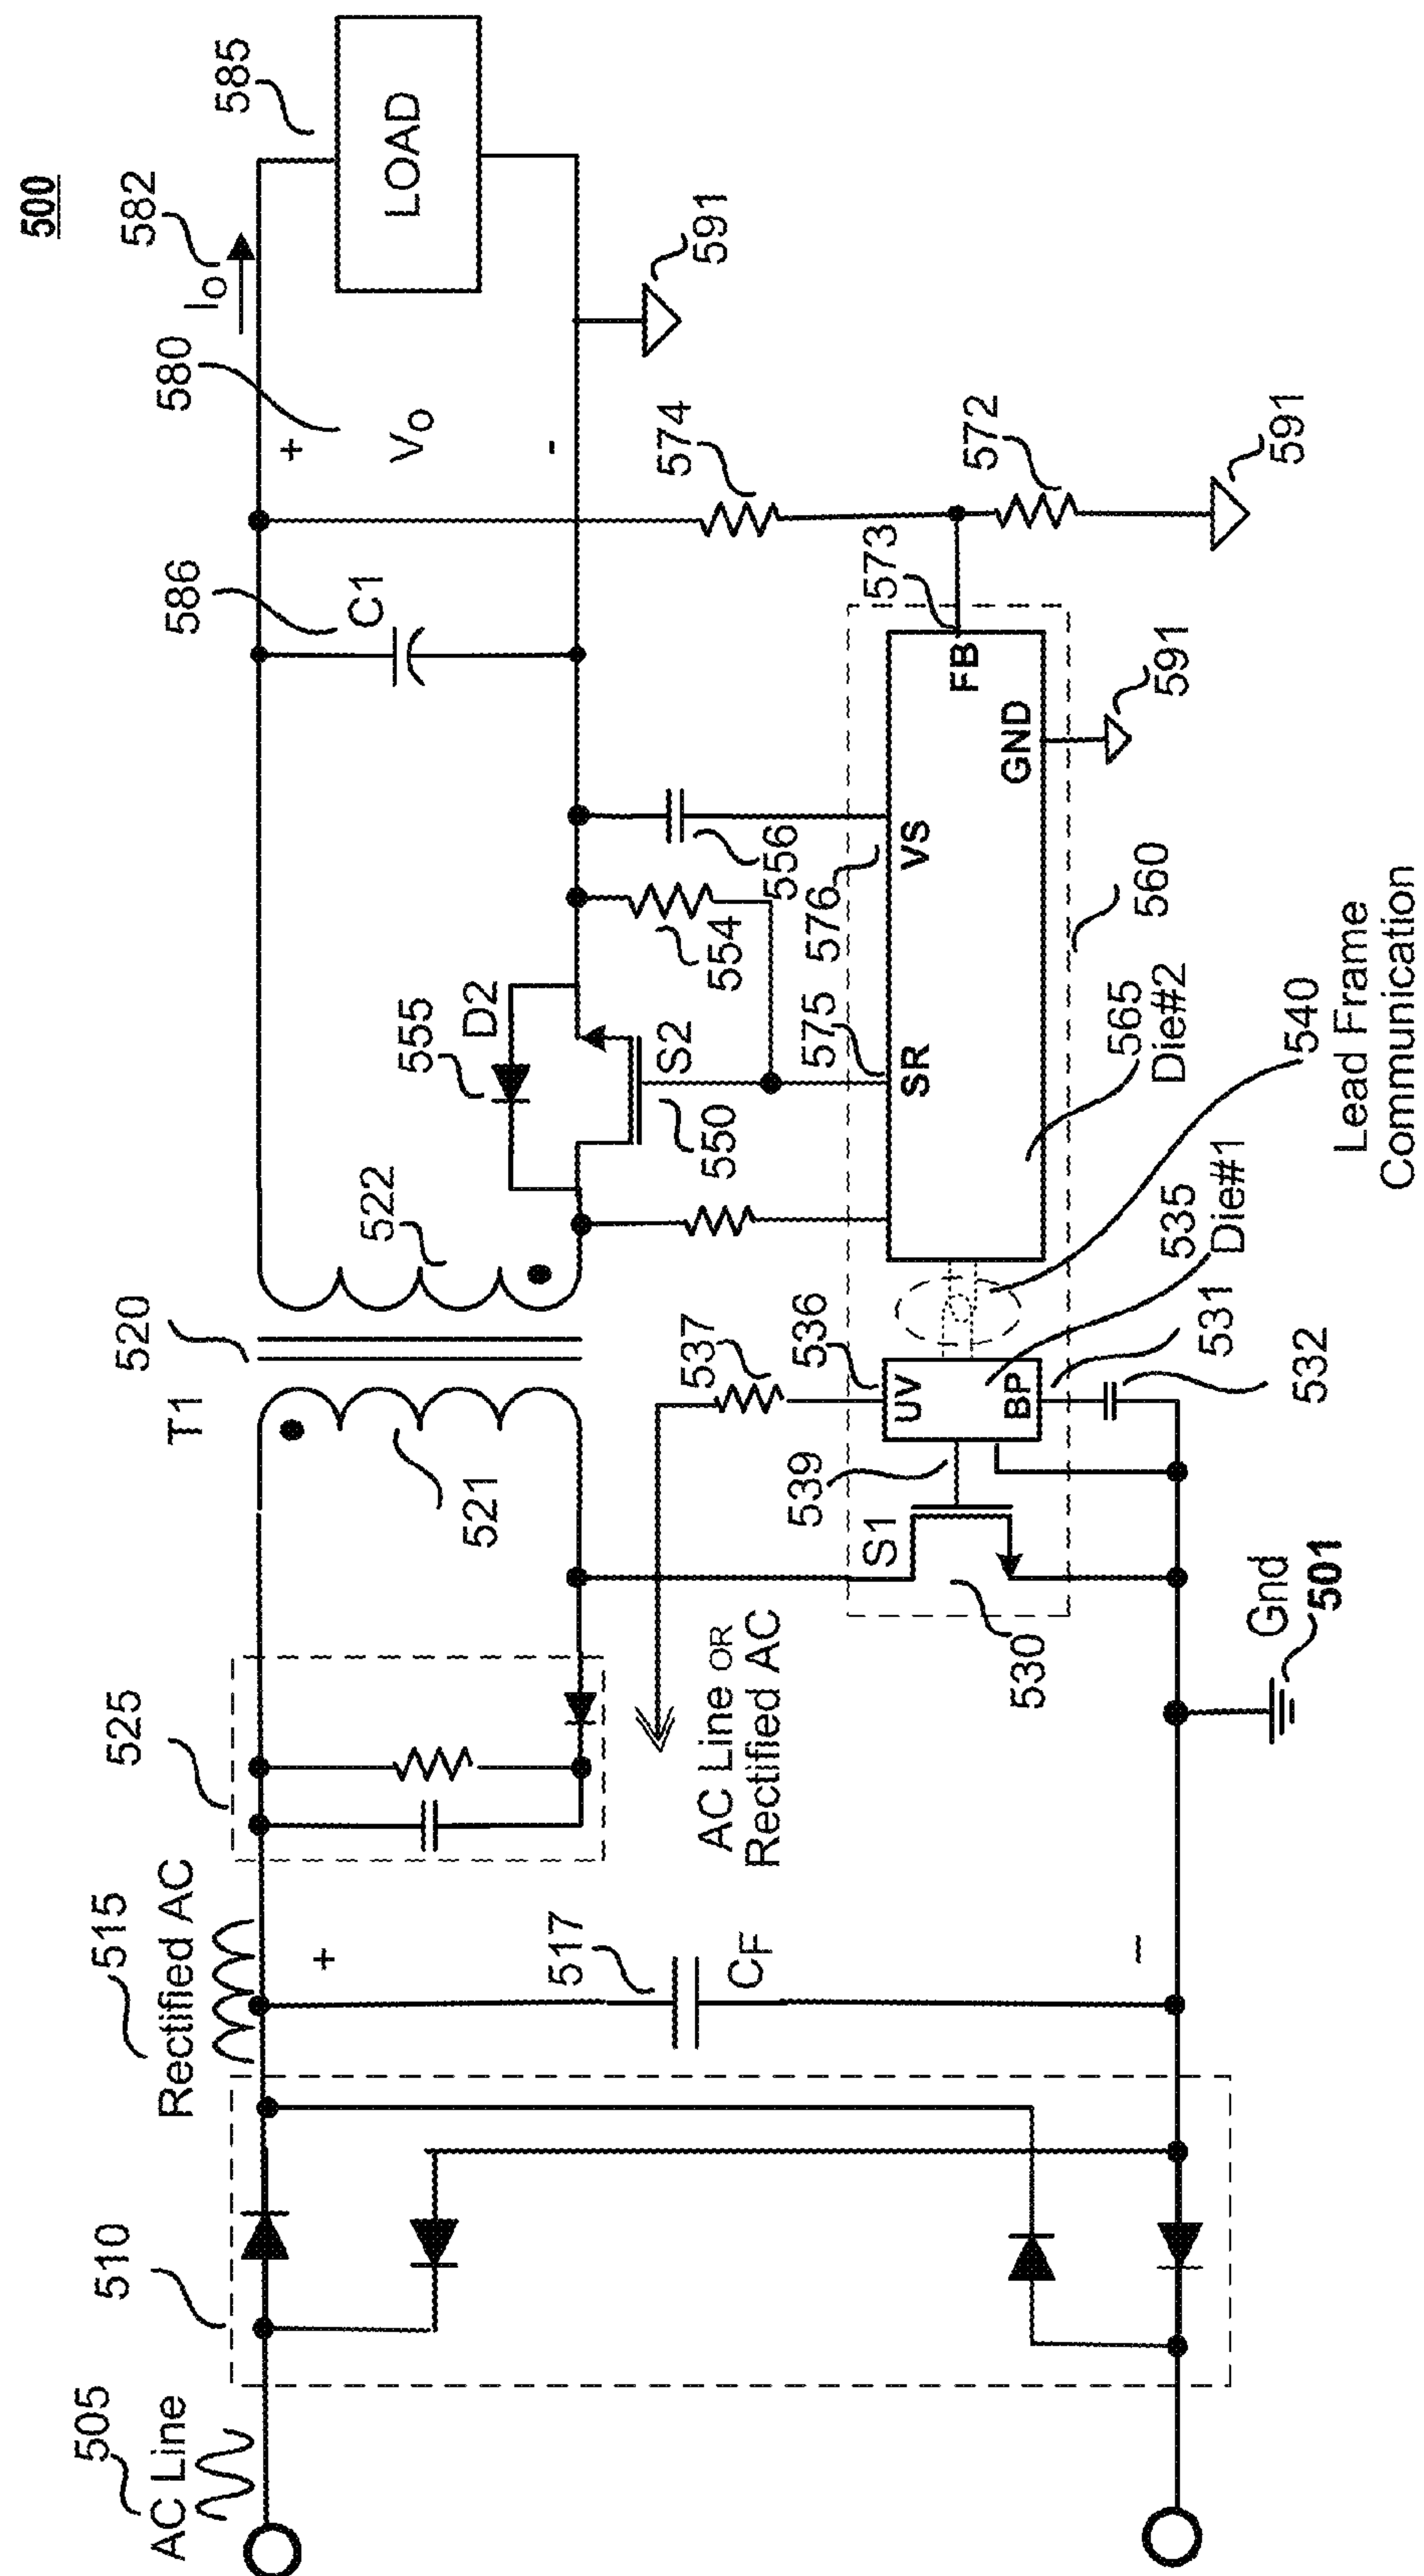 500
505
AC Line
510
515
Rectified AC
+
517
C_F
–
525
AC Line OR
Rectified AC
Gnd
501
T1
520
521
522
S1
530
539
537
536
UV
BP
531
532
535
Die#1
540
Lead Frame
Communication
565
Die#2
560
555
D2
S2
550
554
556
575
SR
576
VS
573
FB
GND
591
586
C1
574
572
591
580
+
V_O
-
I_O
582
591
585
LOAD